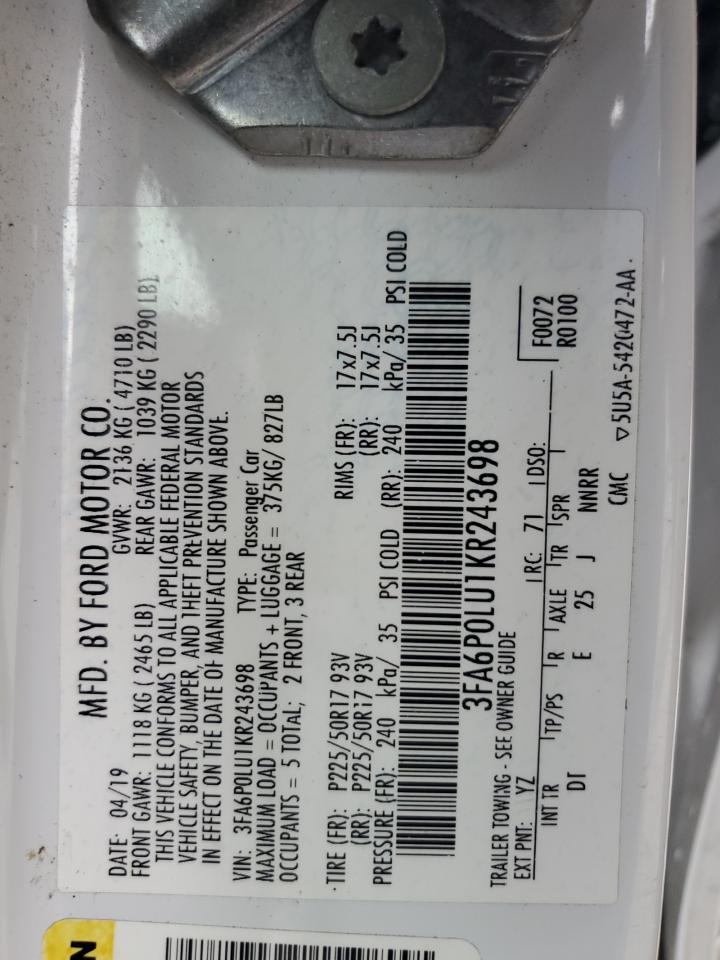 MFD. BY FORD MOTOR CO.
DATE: 04/19 GVWR: 2136 KG ( 4710 LB)
FRONT GAWR: 1118 KG ( 2465 LB) REAR GAWR: 1039 KG ( 2290 LB)
THIS VEHICLE CONFORMS TO ALL APPLICABLE FEDERAL MOTOR
VEHICLE SAFETY, BUMPER, AND THEFT PREVENTION STANDARDS
IN EFFECT ON THE DATE OF MANUFACTURE SHOWN ABOVE.
VIN: 3FA6P0LU1KR243698 TYPE: Passenger Car
MAXIMUM LOAD = OCCUPANTS + LUGGAGE = 375KG/ 827LB
OCCUPANTS = 5 TOTAL; 2 FRONT, 3 REAR
TIRE (FR): P225/50R17 93V RIMS (FR): 17x7.5J
(RR): P225/50R17 93V (RR): 17x7.5J
PRESSURE (FR): 240 kPa/ 35 PSI COLD (RR): 240 kPa/ 35 PSI COLD
3FA6P0LU1KR243698
TRAILER TOWING - SEE OWNER GUIDE
EXT PNT: YZ RC: 71 DSO: F0072
R0100
INT TR TP/PS R AXLE TR SPR
DT E 25 J NNRR
CMC ▽5U5A-5420472-AA
N